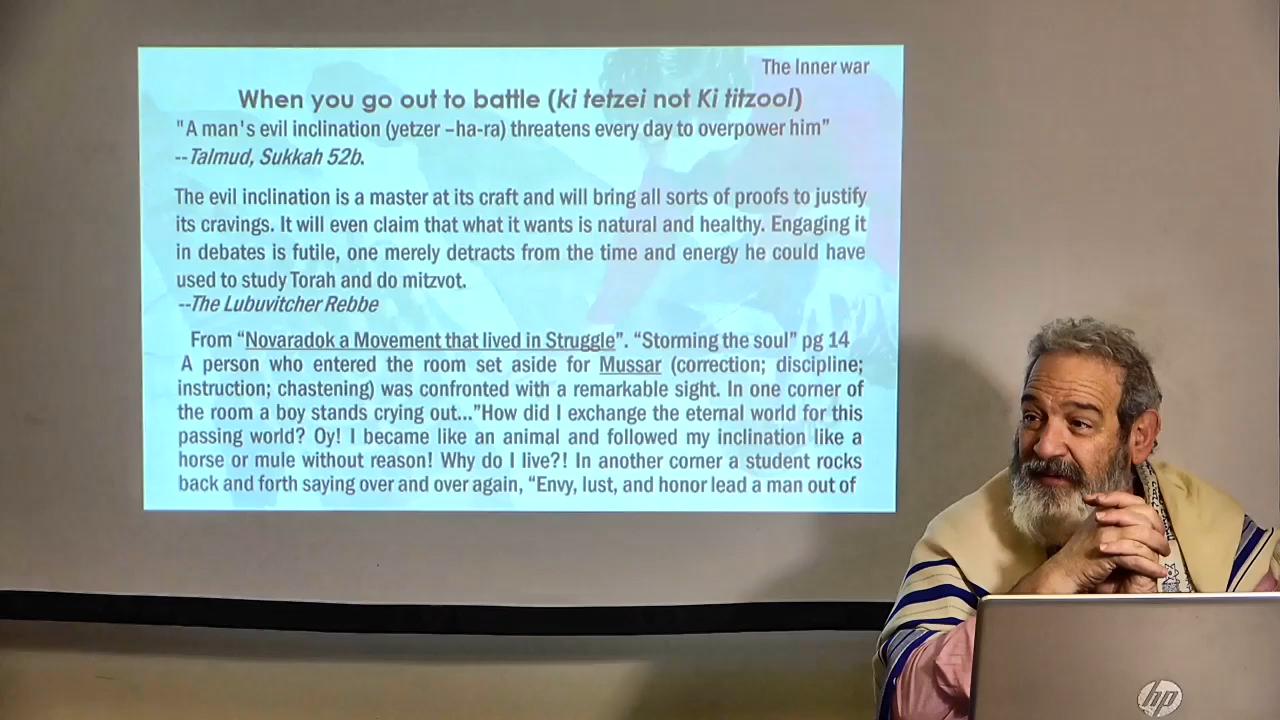 The Inner war
When you go out to battle (ki tetzei not Ki titzool)
"A man's evil inclination (yetzer –ha-ra) threatens every day to overpower him”
--Talmud, Sukkah 52b.
The evil inclination is a master at its craft and will bring all sorts of proofs to justify
its cravings. It will even claim that what it wants is natural and healthy. Engaging it
in debates is futile, one merely detracts from the time and energy he could have
used to study Torah and do mitzvot.
--The Lubuvitcher Rebbe
From “Novaradok a Movement that lived in Struggle”. “Storming the soul” pg 14
A person who entered the room set aside for Mussar (correction; discipline;
instruction; chastening) was confronted with a remarkable sight. In one corner of
the room a boy stands crying out...”How did I exchange the eternal world for this
passing world? Oy! I became like an animal and followed my inclination like a
horse or mule without reason! Why do I live?! In another corner a student rocks
back and forth saying over and over again, “Envy, lust, and honor lead a man out of
hp